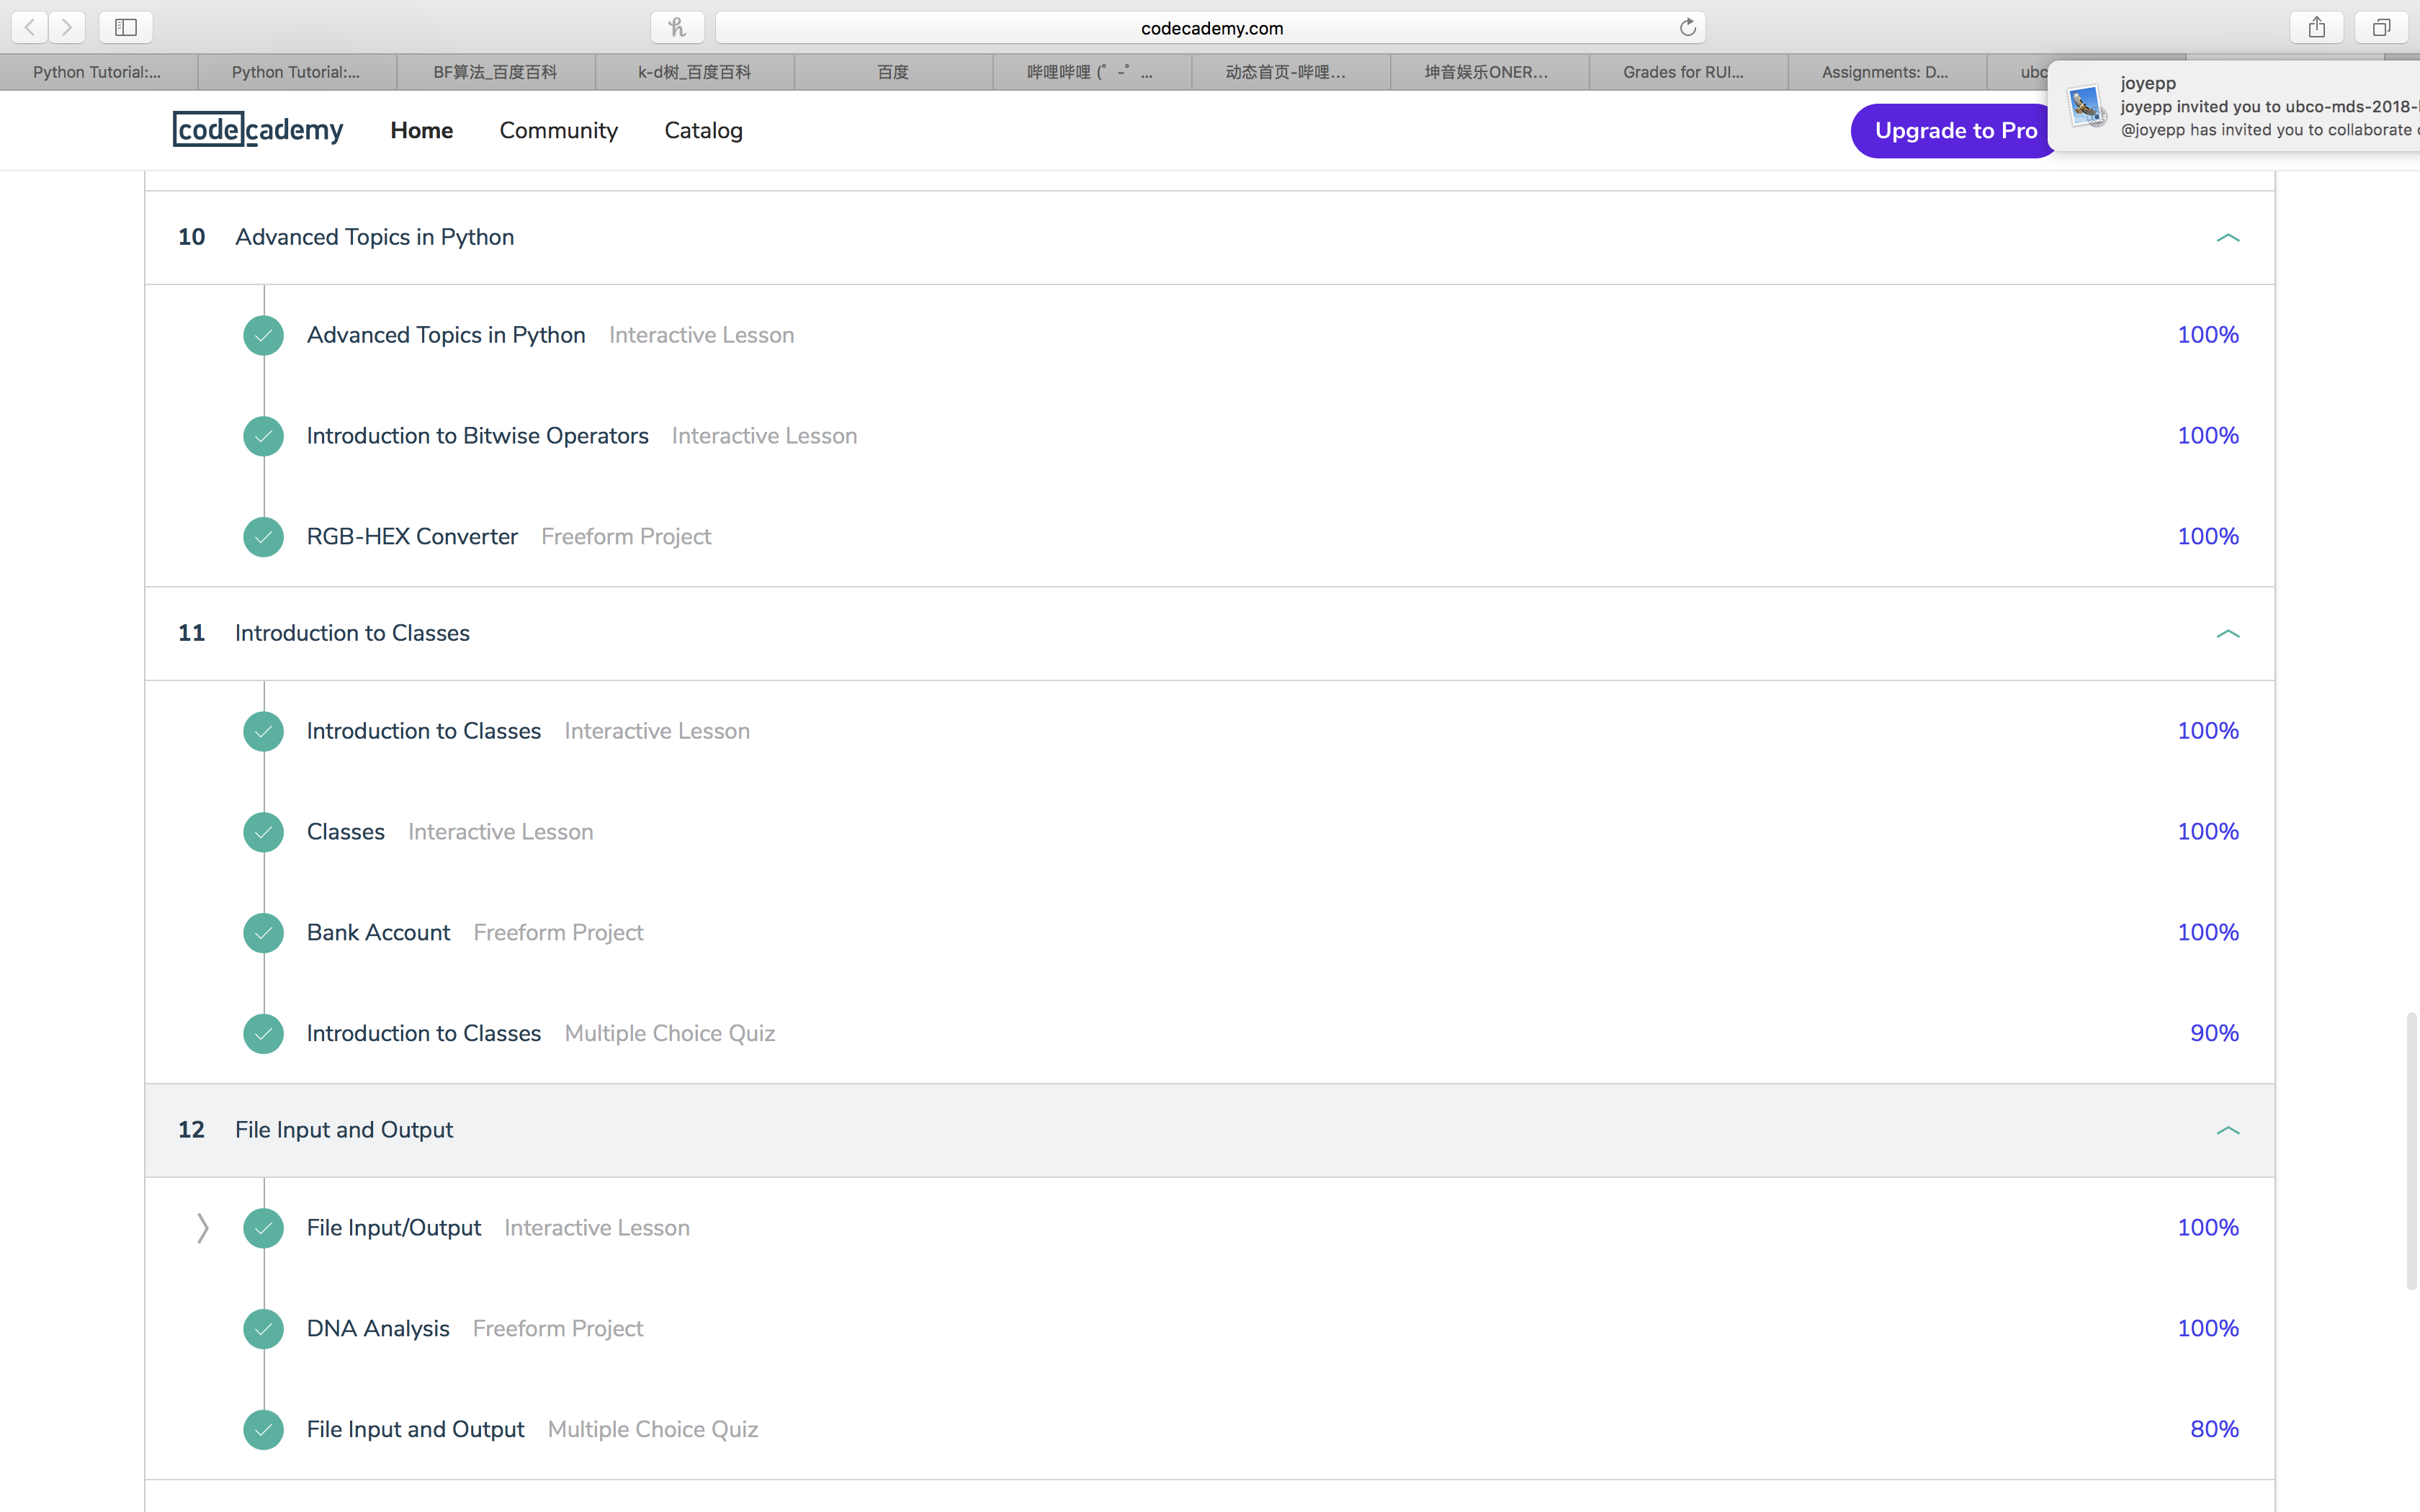 codecademy.com
Python Tutorial:...
Python Tutorial:...
BF算法_百度百科
k-d树_百度百科
百度
哔哩哔哩 (゜-゜...
动态首页-哔哩...
坤音娱乐ONER...
Grades for RUI...
Assignments: D...
ubc
joyepp
joyepp invited you to ubco-mds-2018-
@joyepp has invited you to collaborate
codecademy
Home
Community
Catalog
Upgrade to Pro
10 Advanced Topics in Python
Advanced Topics in Python Interactive Lesson 100%
Introduction to Bitwise Operators Interactive Lesson 100%
RGB-HEX Converter Freeform Project 100%
11 Introduction to Classes
Introduction to Classes Interactive Lesson 100%
Classes Interactive Lesson 100%
Bank Account Freeform Project 100%
Introduction to Classes Multiple Choice Quiz 90%
12 File Input and Output
File Input/Output Interactive Lesson 100%
DNA Analysis Freeform Project 100%
File Input and Output Multiple Choice Quiz 80%